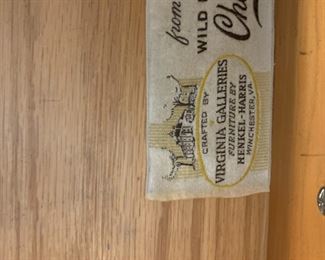 from
WILD
Ch
CRAFTED BY
VIRGINIA GALLERIES
FURNITURE BY
HENKEL-HARRIS
WINCHESTER, VA.